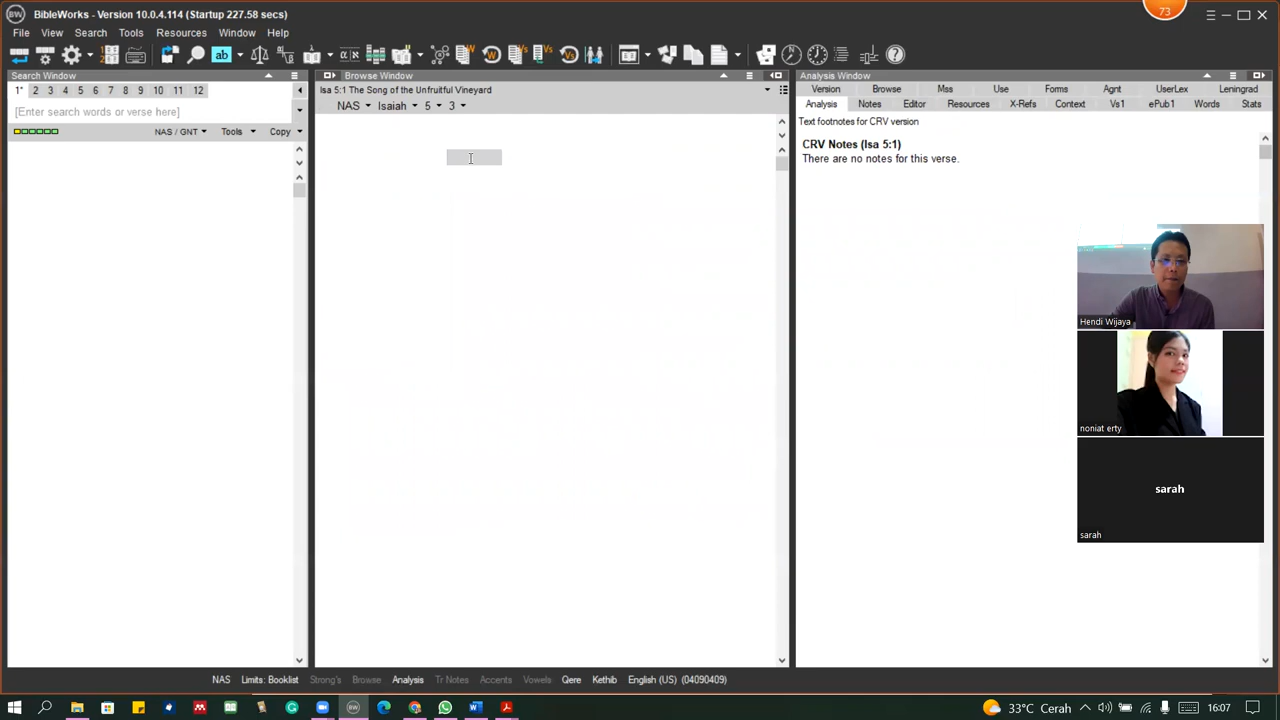 BibleWorks - Version 10.0.4.114 (Startup 227.58 secs)
73
File View Search Tools Resources Window Help
Search Window
Browse Window
Analysis Window
1* 2 3 4 5 6 7 8 9 10 11 12
Isa 5:1 The Song of the Unfruitful Vineyard
Version Browse Mss Use Forms Agnt UserLex Leningrad
[Enter search words or verse here]
NAS Isaiah 5 3
Analysis Notes Editor Resources X-Refs Context Vs1 ePub1 Words Stats
NAS / GNT Tools Copy
Text footnotes for CRV version
CRV Notes (Isa 5:1)
There are no notes for this verse.
Hendi Wijaya
noniat erty
sarah
sarah
NAS Limits: Booklist Strong's Browse Analysis Tr Notes Accents Vowels Qere Kethib English (US) (04090409)
33°C Cerah 16:07